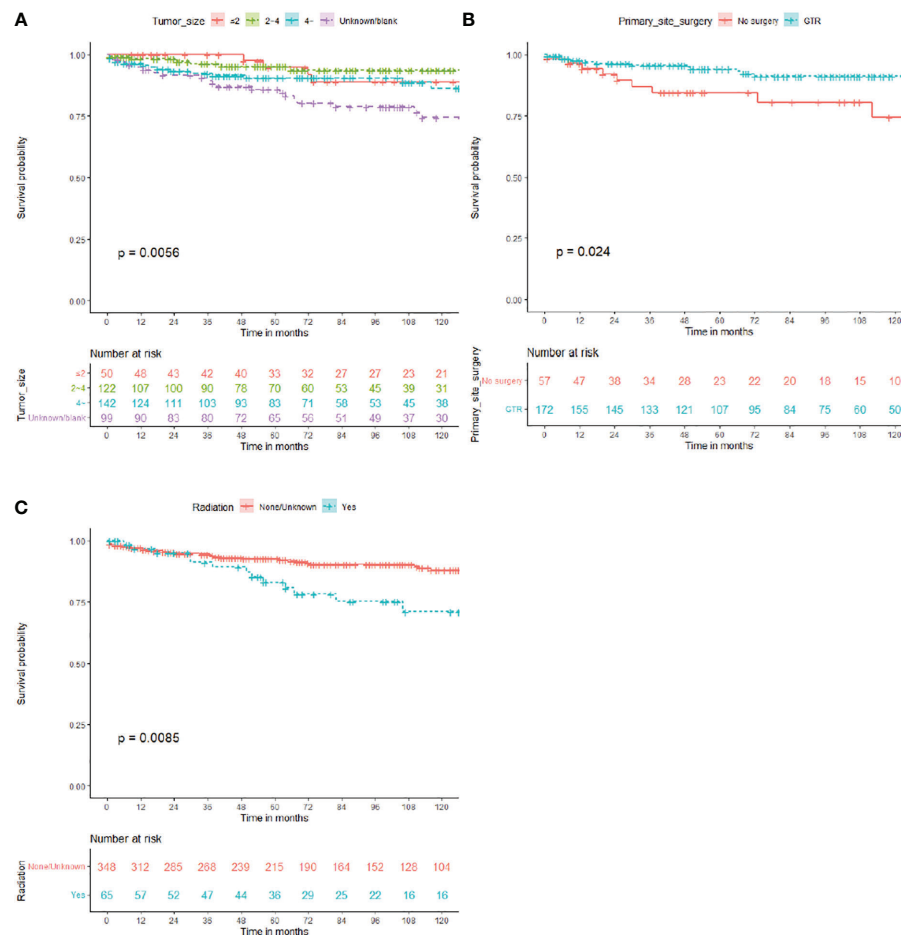 A
Tumor_size ≤2 2~4 4~ Unknown/blank
1.00
0.75
0.50
0.25
0.00
Survival probability
p = 0.0056
0 12 24 36 48 60 72 84 96 108 120
Time in months
Number at risk
Tumor_size
≤2 50 48 43 42 40 33 32 27 27 23 21
2~4 122 107 100 90 78 70 60 53 45 39 31
4~ 142 124 111 103 93 83 71 58 53 45 38
Unknown/blank 99 90 83 80 72 65 56 51 49 37 30
0 12 24 36 48 60 72 84 96 108 120
Time in months
B
Primary_site_surgery No surgery GTR
1.00
0.75
0.50
0.25
0.00
Survival probability
p = 0.024
0 12 24 36 48 60 72 84 96 108 120
Time in months
Number at risk
Primary_site_surgery
No surgery 57 47 38 34 28 23 22 20 18 15 10
GTR 172 155 145 133 121 107 95 84 75 60 50
0 12 24 36 48 60 72 84 96 108 120
Time in months
C
Radiation None/Unknown Yes
1.00
0.75
0.50
0.25
0.00
Survival probability
p = 0.0085
0 12 24 36 48 60 72 84 96 108 120
Time in months
Number at risk
Radiation
None/Unknown 348 312 285 268 239 215 190 164 152 128 104
Yes 65 57 52 47 44 36 29 25 22 16 16
0 12 24 36 48 60 72 84 96 108 120
Time in months